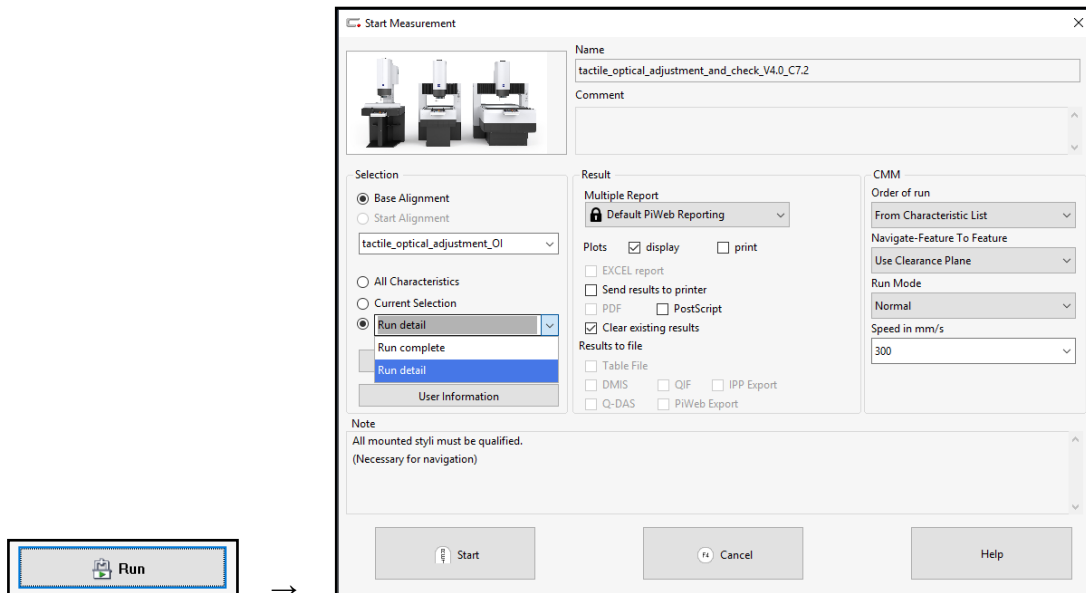 Start Measurement
Name
tactile_optical_adjustment_and_check_V4.0_C7.2
Comment
Selection
Base Alignment
Start Alignment
tactile_optical_adjustment_OI
All Characteristics
Current Selection
Run detail
Run complete
Run detail
User Information
Result
Multiple Report
Default PiWeb Reporting
Plots display print
EXCEL report
Send results to printer
PDF PostScript
Clear existing results
Results to file
Table File
DMIS QIF IPP Export
Q-DAS PiWeb Export
CMM
Order of run
From Characteristic List
Navigate-Feature To Feature
Use Clearance Plane
Run Mode
Normal
Speed in mm/s
300
Note
All mounted styli must be qualified.
(Necessary for navigation)
Start Cancel Help
Run →